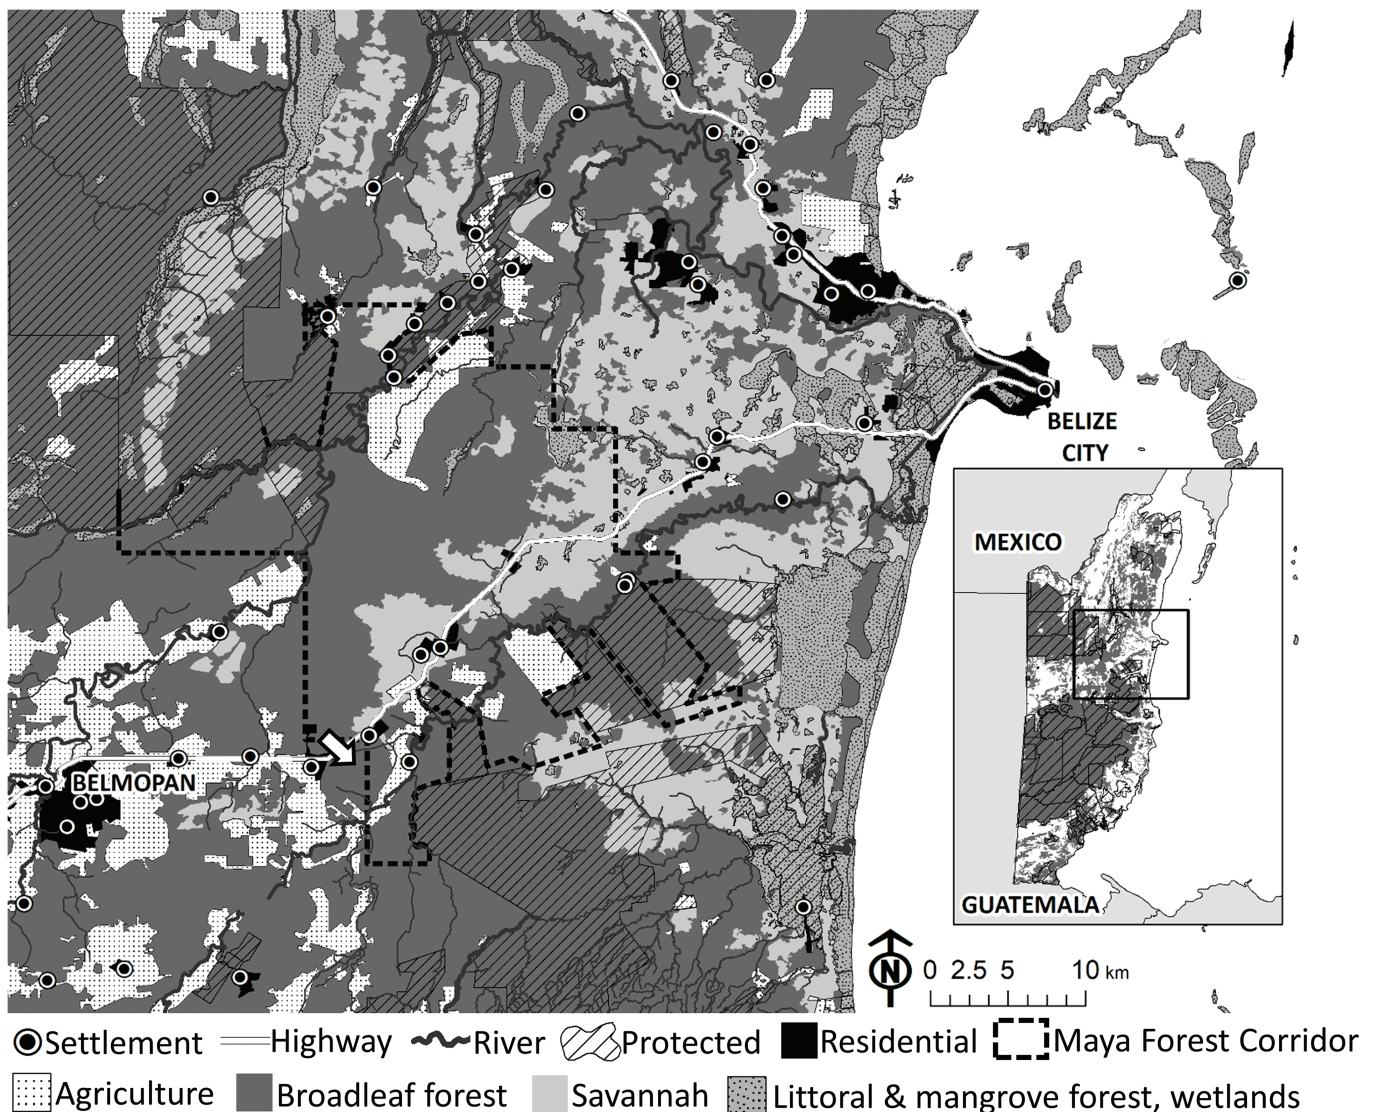 BELIZE
CITY
MEXICO
BELMOPAN
GUATEMALA
N
0 2.5 5 10 km
Settlement Highway River Protected Residential Maya Forest Corridor
Agriculture Broadleaf forest Savannah Littoral & mangrove forest, wetlands